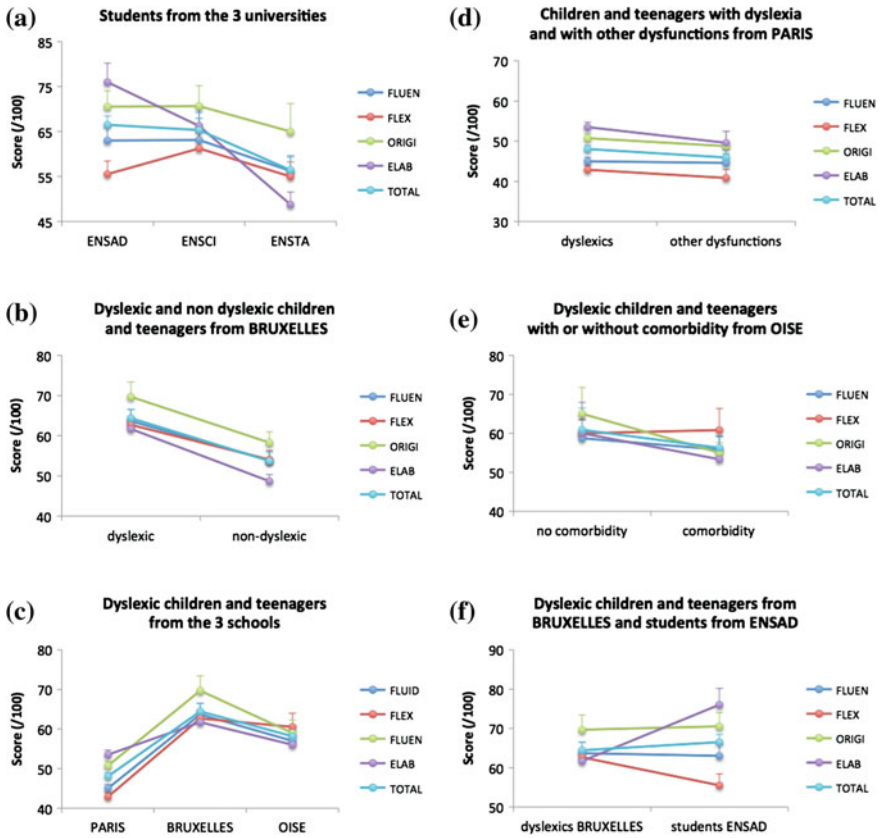 (a)
Students from the 3 universities
85
75
65
55
45
Score (/100)
ENSAD ENSCI ENSTA
FLUEN
FLEX
ORIGI
ELAB
TOTAL
(d)
Children and teenagers with dyslexia
and with other dysfunctions from PARIS
70
60
50
40
30
Score (/100)
dyslexics other dysfunctions
FLUEN
FLEX
ORIGI
ELAB
TOTAL
(b)
Dyslexic and non dyslexic children
and teenagers from BRUXELLES
80
70
60
50
40
Score (/100)
dyslexic non-dyslexic
FLUEN
FLEX
ORIGI
ELAB
TOTAL
(e)
Dyslexic children and teenagers
with or without comorbidity from OISE
80
70
60
50
40
Score (/100)
no comorbidity comorbidity
FLUEN
FLEX
ORIGI
ELAB
TOTAL
(c)
Dyslexic children and teenagers
from the 3 schools
80
70
60
50
40
Score (/100)
PARIS BRUXELLES OISE
FLUID
FLEX
FLUEN
ELAB
TOTAL
(f)
Dyslexic children and teenagers from
BRUXELLES and students from ENSAD
90
80
70
60
50
Score (/100)
dyslexics BRUXELLES students ENSAD
FLUEN
FLEX
ORIGI
ELAB
TOTAL